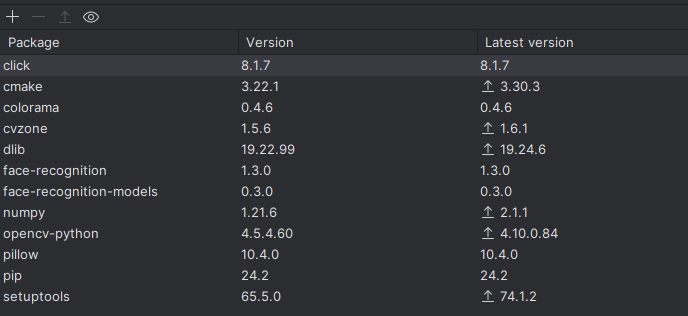 Package Version Latest version
click 8.1.7 8.1.7
cmake 3.22.1 3.30.3
colorama 0.4.6 0.4.6
cvzone 1.5.6 1.6.1
dlib 19.22.99 19.24.6
face-recognition 1.3.0 1.3.0
face-recognition-models 0.3.0 0.3.0
numpy 1.21.6 2.1.1
opencv-python 4.5.4.60 4.10.0.84
pillow 10.4.0 10.4.0
pip 24.2 24.2
setuptools 65.5.0 74.1.2